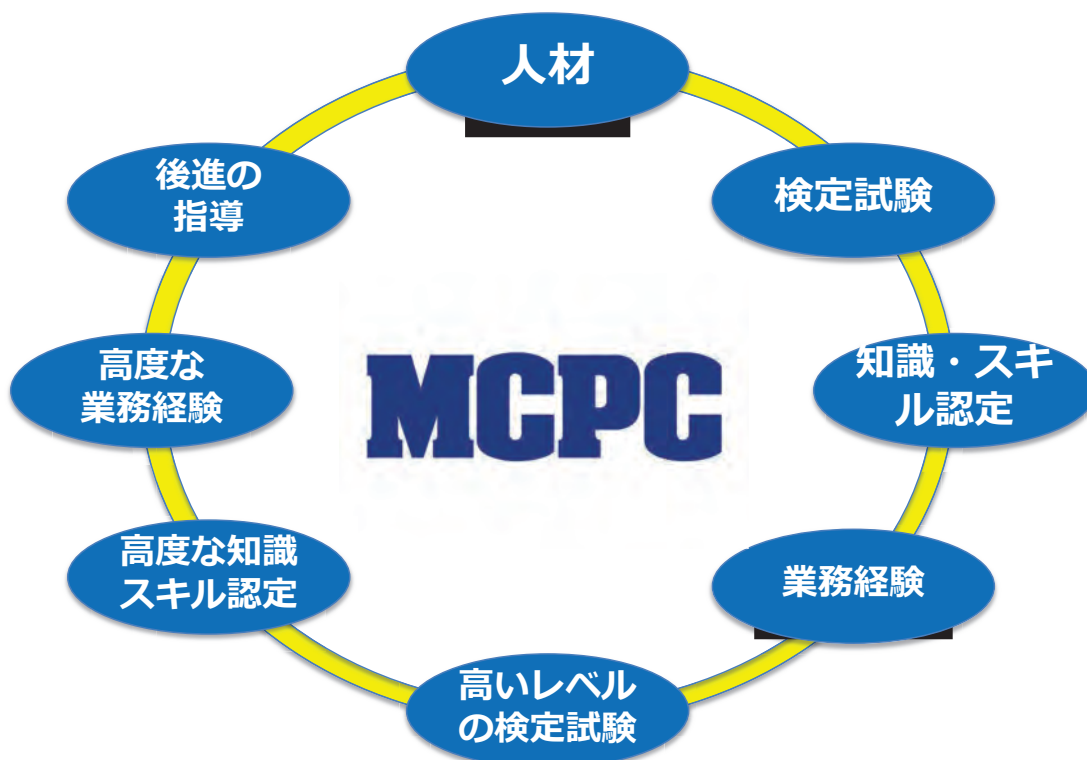 人材
検定試験
知識・スキ
ル認定
業務経験
高いレベル
の検定試験
高度な知識
スキル認定
高度な
業務経験
後進の
指導
MCPC